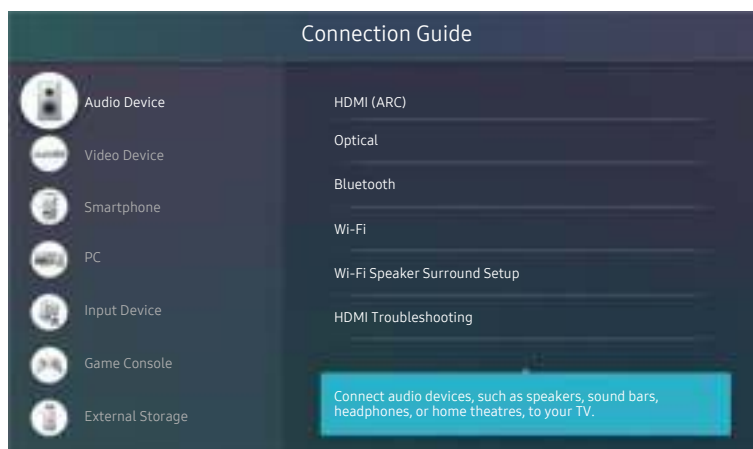 Connection Guide
Audio Device
Video Device
Smartphone
PC
Input Device
Game Console
External Storage
HDMI (ARC)
Optical
Bluetooth
Wi-Fi
Wi-Fi Speaker Surround Setup
HDMI Troubleshooting
Connect audio devices, such as speakers, sound bars,
headphones, or home theatres, to your TV.